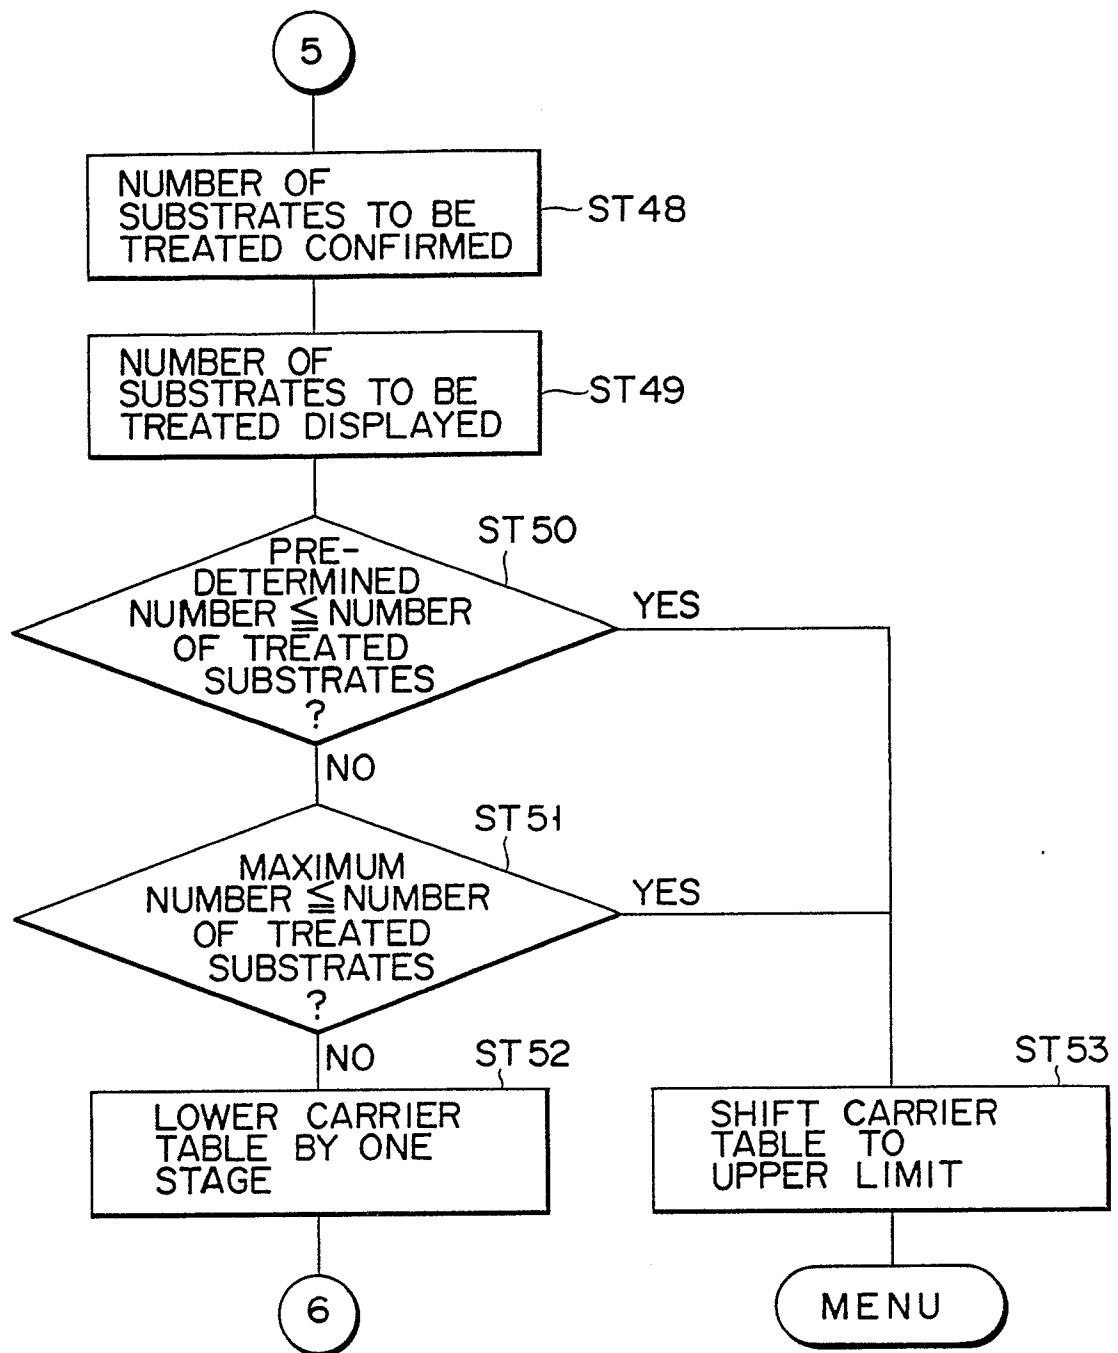 5
NUMBER OF
SUBSTRATES TO BE
TREATED CONFIRMED
ST48
NUMBER OF
SUBSTRATES TO BE
TREATED DISPLAYED
ST49
ST50
PRE-
DETERMINED
NUMBER ≦ NUMBER
OF TREATED
SUBSTRATES
?
YES
NO
ST51
MAXIMUM
NUMBER ≦ NUMBER
OF TREATED
SUBSTRATES
?
YES
NO
ST52
LOWER CARRIER
TABLE BY ONE
STAGE
ST53
SHIFT CARRIER
TABLE TO
UPPER LIMIT
6
MENU